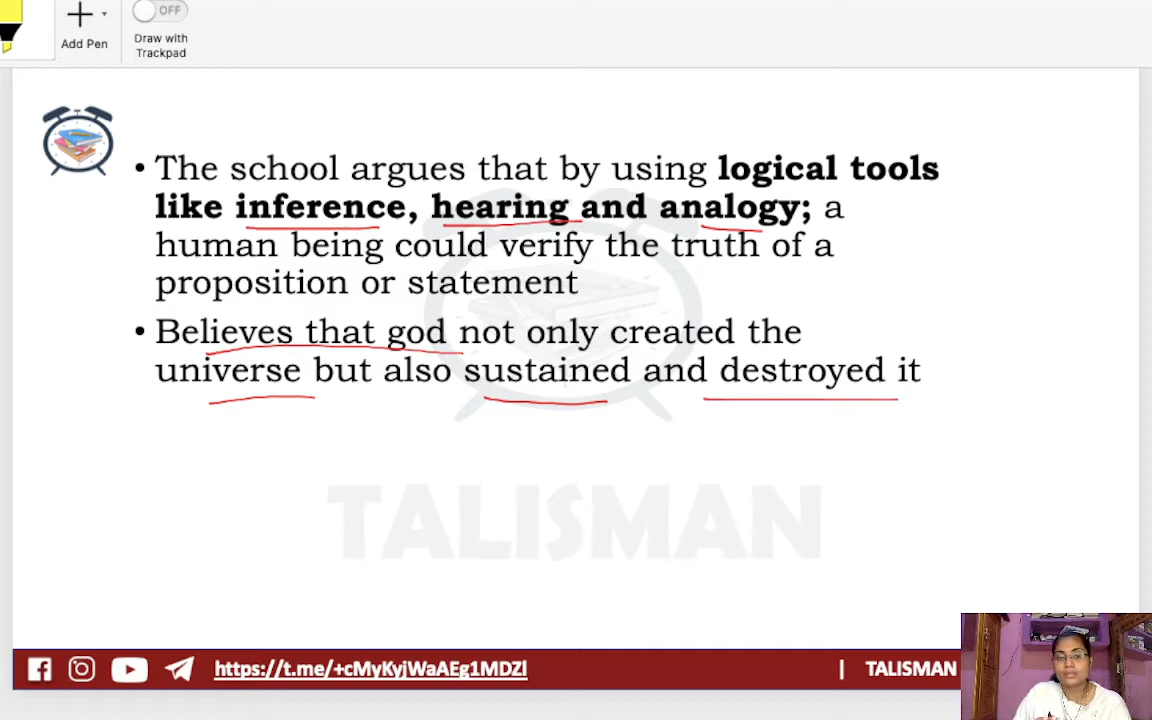 OFF
Add Pen
Draw with
Trackpad
• The school argues that by using logical tools
like inference, hearing and analogy; a
human being could verify the truth of a
proposition or statement
• Believes that god not only created the
universe but also sustained and destroyed it
TALISMAN
https://t.me/+cMyKyjWaAEg1MDZl
| TALISMAN